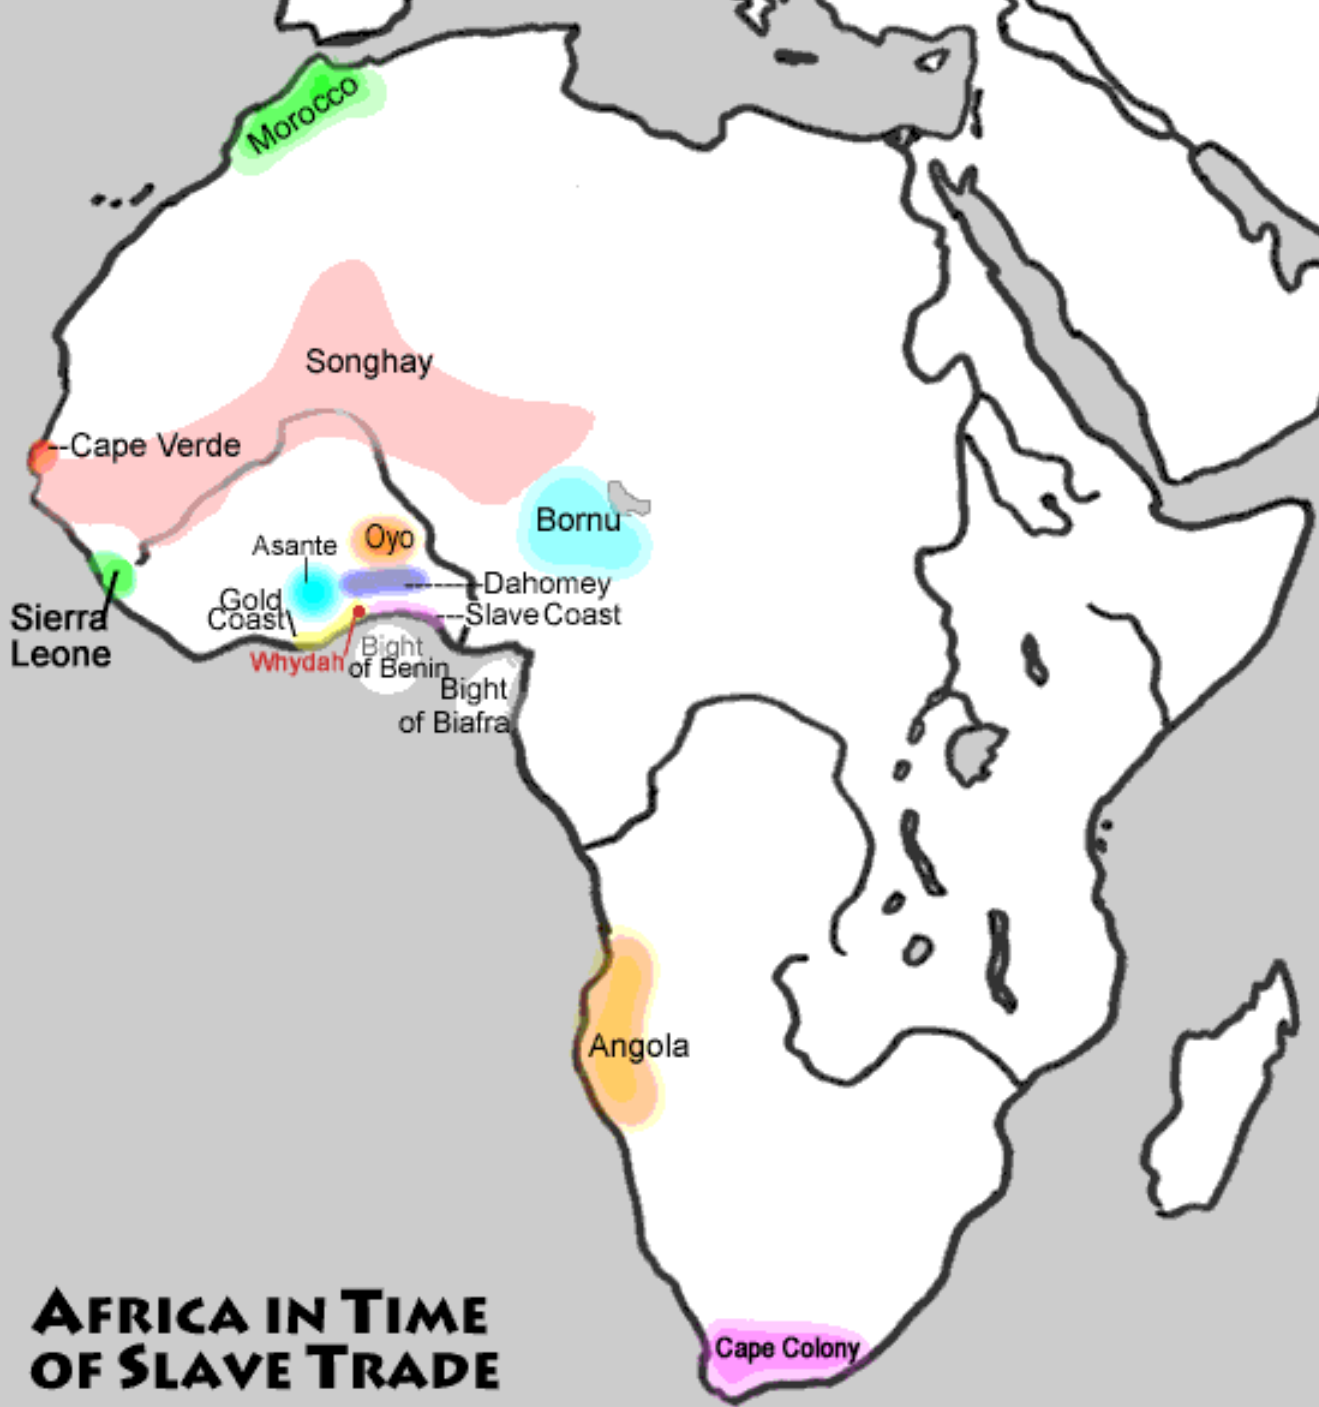 Morocco
Songhay
Cape Verde
Bornu
Oyo
Asante
Dahomey
Gold
Coast
Slave Coast
Sierra
Leone
Whydah
Bight
of Benin
Bight
of Biafra
Angola
Cape Colony
AFRICA IN TIME
OF SLAVE TRADE